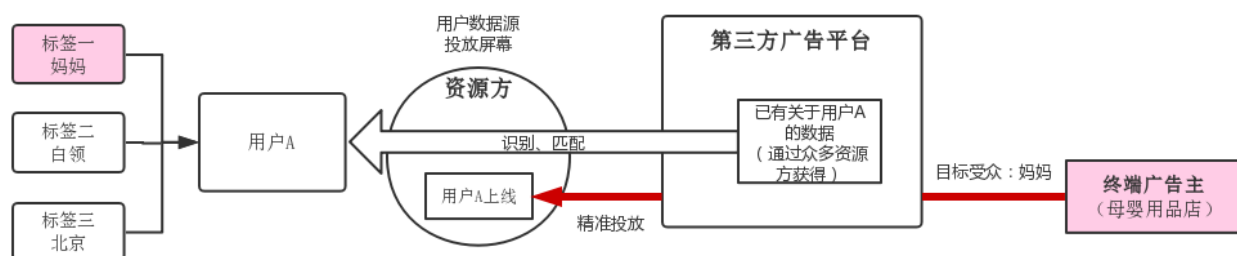 标签一
妈妈
标签二
白领
标签三
北京
用户A
用户数据源
投放屏幕
资源方
识别、匹配
用户A上线
精准投放
第三方广告平台
已有关于用户A
的数据
（通过众多资源
方获得）
目标受众：妈妈
终端广告主
（母婴用品店）